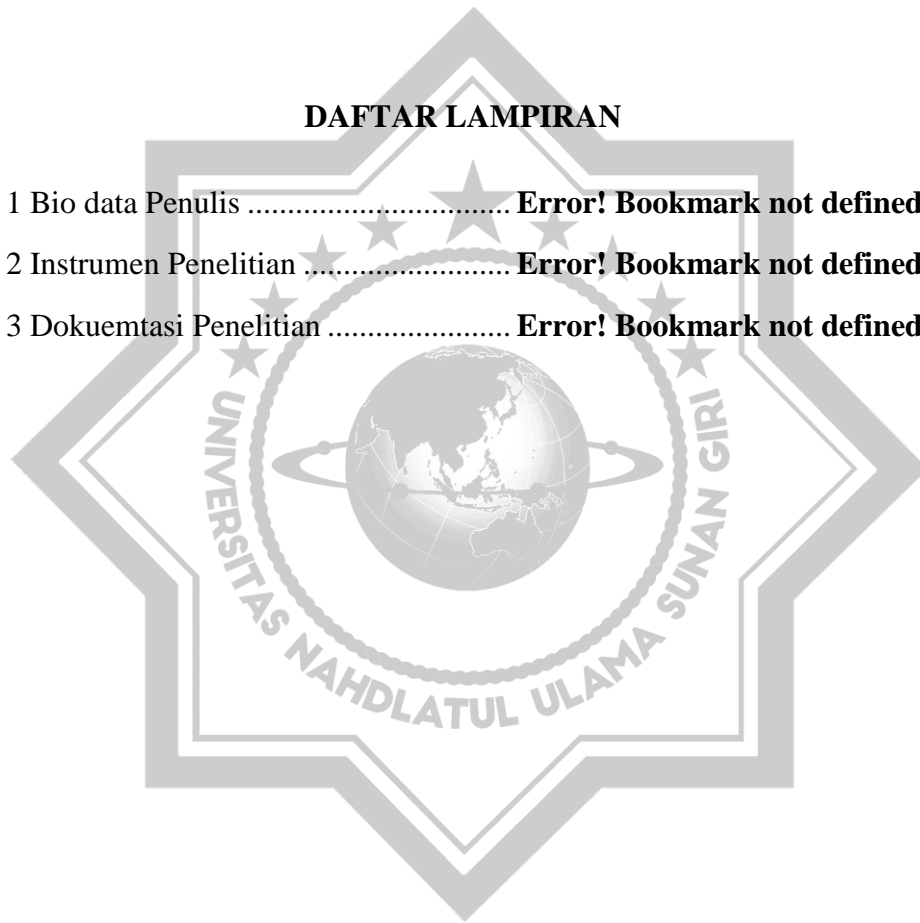 DAFTAR LAMPIRAN
1 Bio data Penulis ................................. Error! Bookmark not defined
2 Instrumen Penelitian .......................... Error! Bookmark not defined
3 Dokuemtasi Penelitian ....................... Error! Bookmark not defined
UNIVERSITAS NAHDLATUL ULAMA SUNAN GIRI